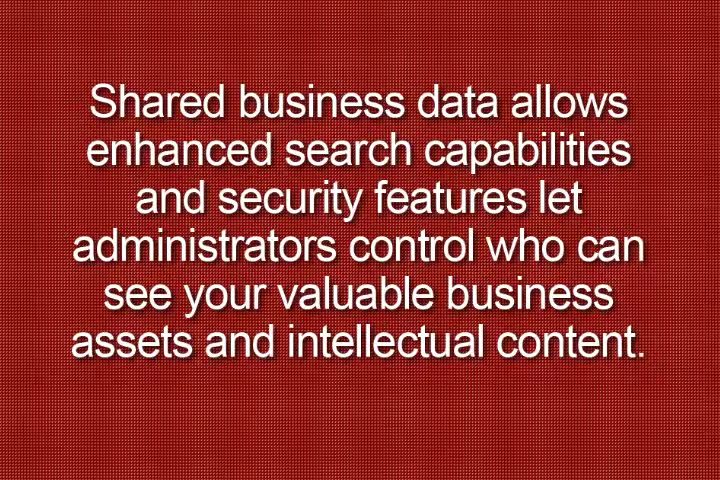 Shared business data allows
enhanced search capabilities
and security features let
administrators control who can
see your valuable business
assets and intellectual content.